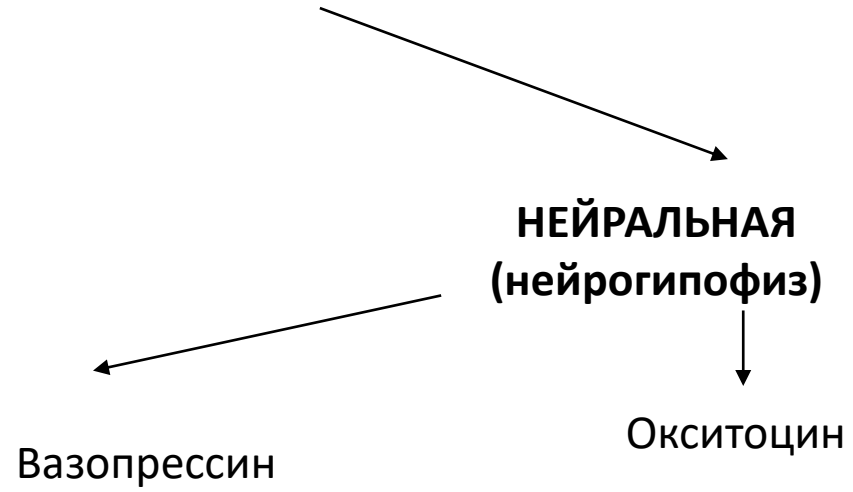 НЕЙРАЛЬНАЯ
(нейрогипофиз)
Окситоцин
Вазопрессин